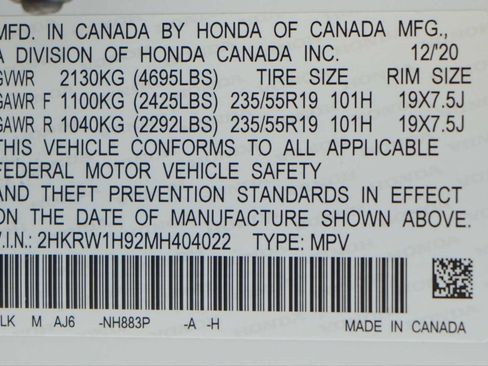 MFD. IN CANADA BY HONDA OF CANADA MFG.,
A DIVISION OF HONDA CANADA INC. 12/'20
GVWR 2130KG (4695LBS) TIRE SIZE RIM SIZE
GAWR F 1100KG (2425LBS) 235/55R19 101H 19X7.5J
GAWR R 1040KG (2292LBS) 235/55R19 101H 19X7.5J
THIS VEHICLE CONFORMS TO ALL APPLICABLE
FEDERAL MOTOR VEHICLE SAFETY
AND THEFT PREVENTION STANDARDS IN EFFECT
ON THE DATE OF MANUFACTURE SHOWN ABOVE.
V.I.N.: 2HKRW1H92MH404022 TYPE: MPV
LK M AJ6 -NH883P -A -H MADE IN CANADA